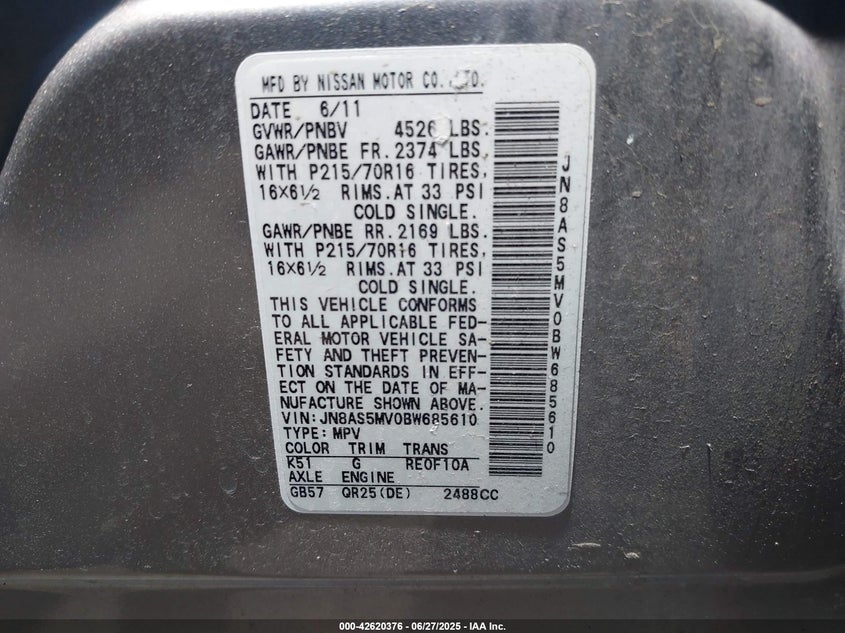 MFD BY NISSAN MOTOR CO., LTD.
DATE 6/11
GVWR/PNBV 4526 LBS.
GAWR/PNBE FR. 2374 LBS.
WITH P215/70R16 TIRES,
16X6½ RIMS.AT 33 PSI
COLD SINGLE.
GAWR/PNBE RR. 2169 LBS.
WITH P215/70R16 TIRES,
16X6½ RIMS.AT 33 PSI
COLD SINGLE.
THIS VEHICLE CONFORMS
TO ALL APPLICABLE FED-
ERAL MOTOR VEHICLE SA-
FETY AND THEFT PREVEN-
TION STANDARDS IN EFF-
ECT ON THE DATE OF MA-
NUFACTURE SHOWN ABOVE.
VIN:JN8AS5MV0BW685610
TYPE: MPV
COLOR TRIM TRANS
K51 G RE0F10A
AXLE ENGINE
GB57 QR25(DE) 2488CC
JN8AS5MV0BW685610
000-42620376 - 06/27/2025 - IAA Inc.